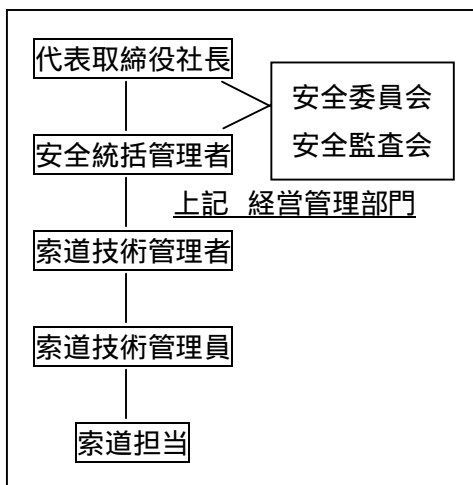 代表取締役社長
安全委員会
安全監査会
安全統括管理者
上記 経営管理部門
索道技術管理者
索道技術管理員
索道担当